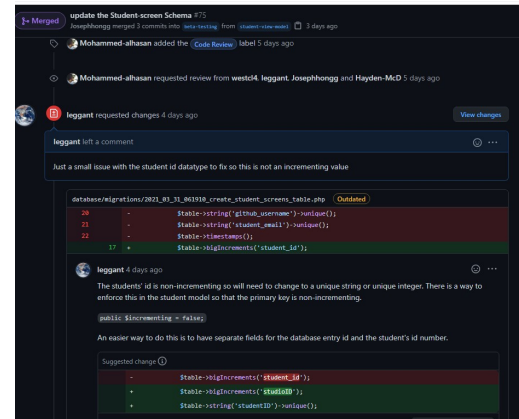 Merged
update the Student-screen Schema #75
Josephhongg merged 3 commits into beta-testing from student-view-model 3 days ago
Mohammed-alhasan added the Code Review label 5 days ago
Mohammed-alhasan requested review from westcl4, leggant, Josephhongg and Hayden-McD 5 days ago
leggant requested changes 4 days ago
View changes
leggant left a comment
Just a small issue with the student id datatype to fix so this is not an incrementing value
database/migrations/2021_03_31_061910_create_student_screens_table.php Outdated
20 - $table->string('github_username')->unique();
21 - $table->string('student_email')->unique();
22 - $table->timestamps();
17 + $table->bigIncrements('student_id');
leggant 4 days ago
The students' id is non-incrementing so will need to change to a unique string or unique integer. There is a way to
enforce this in the student model so that the primary key is non-incrementing.
public $incrementing = false;
An easier way to do this is to have separate fields for the database entry id and the student's id number.
Suggested change
- $table->bigIncrements('student_id');
+ $table->bigIncrements('studioID');
+ $table->string('studentID')->unique();